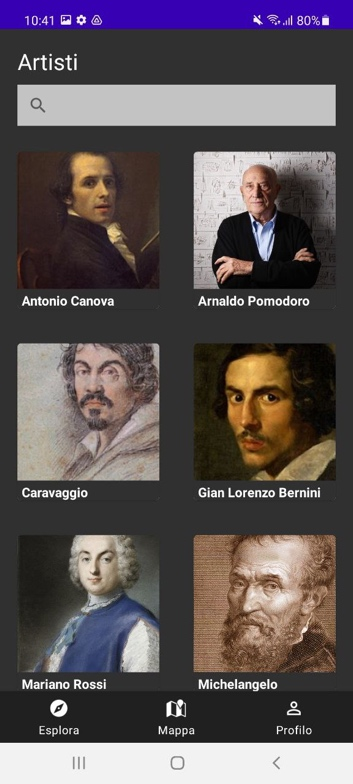 10:41 80%
Artisti
Antonio Canova Arnaldo Pomodoro
Caravaggio Gian Lorenzo Bernini
Mariano Rossi Michelangelo
Esplora Mappa Profilo